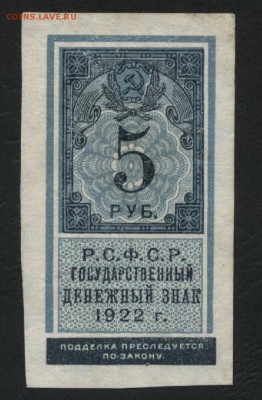 COINS.LAVE.RU
5
РУБ.
Р.С.Ф.С.Р.
ГОСУДАРСТВЕННЫЙ
ДЕНЕЖНЫЙ ЗНАК
1922 г.
ПОДДЕЛКА ПРЕСЛЕДУЕТСЯ
ПО ЗАКОНУ.